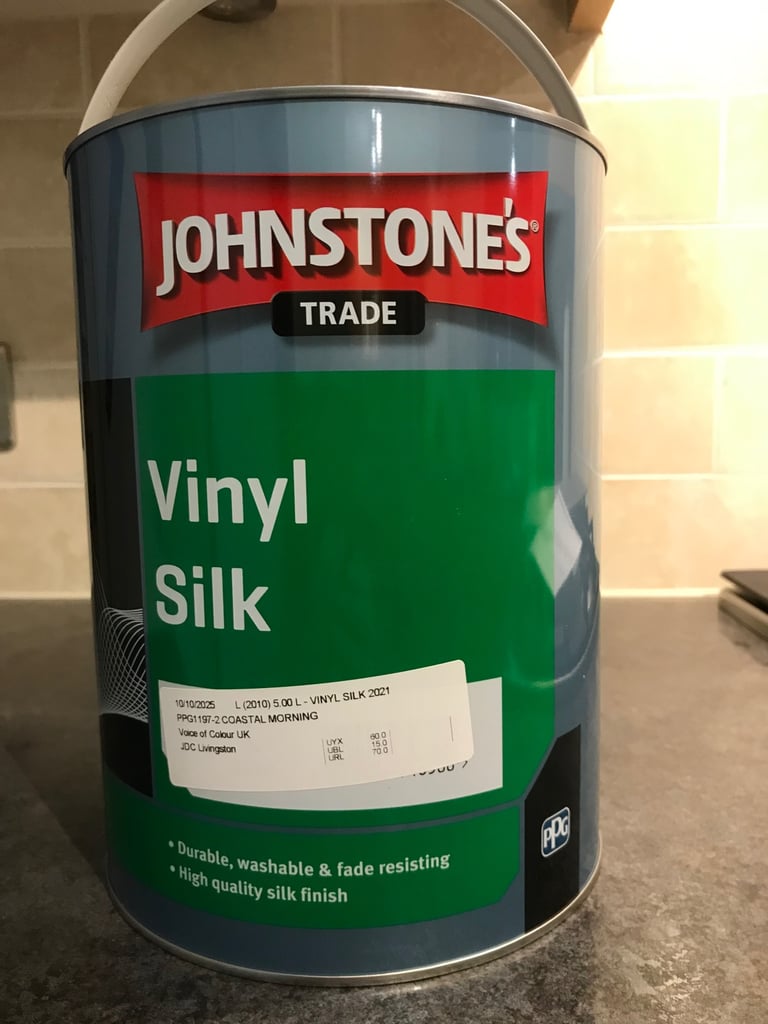 JOHNSTONE'S®
TRADE
Vinyl
Silk
10/10/2025 L (2010) 5.00 L - VINYL SILK 2021
PPG1197-2 COASTAL MORNING
Voice of Colour UK
JDC Livingston
UYX 60.0
UBL 15.0
URL 70.0
• Durable, washable & fade resisting
• High quality silk finish
PPG